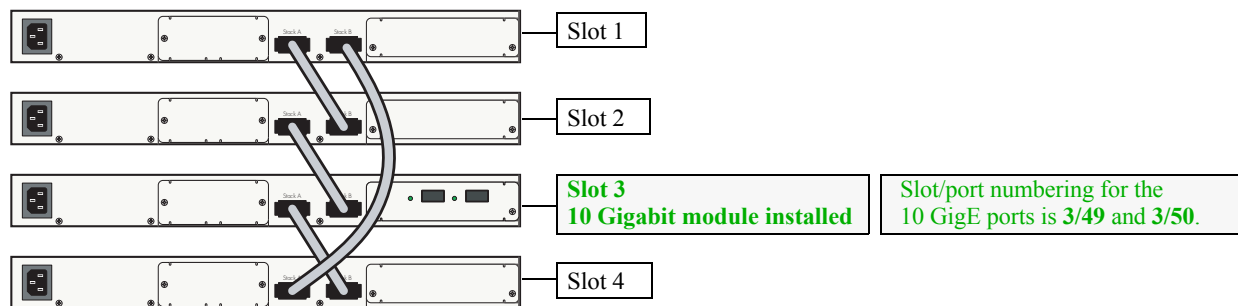 Stack A Stack B
Slot 1
Stack A
Slot 2
Stack A
Slot 3
10 Gigabit module installed
Slot/port numbering for the
10 GigE ports is 3/49 and 3/50.
Stack A
Slot 4